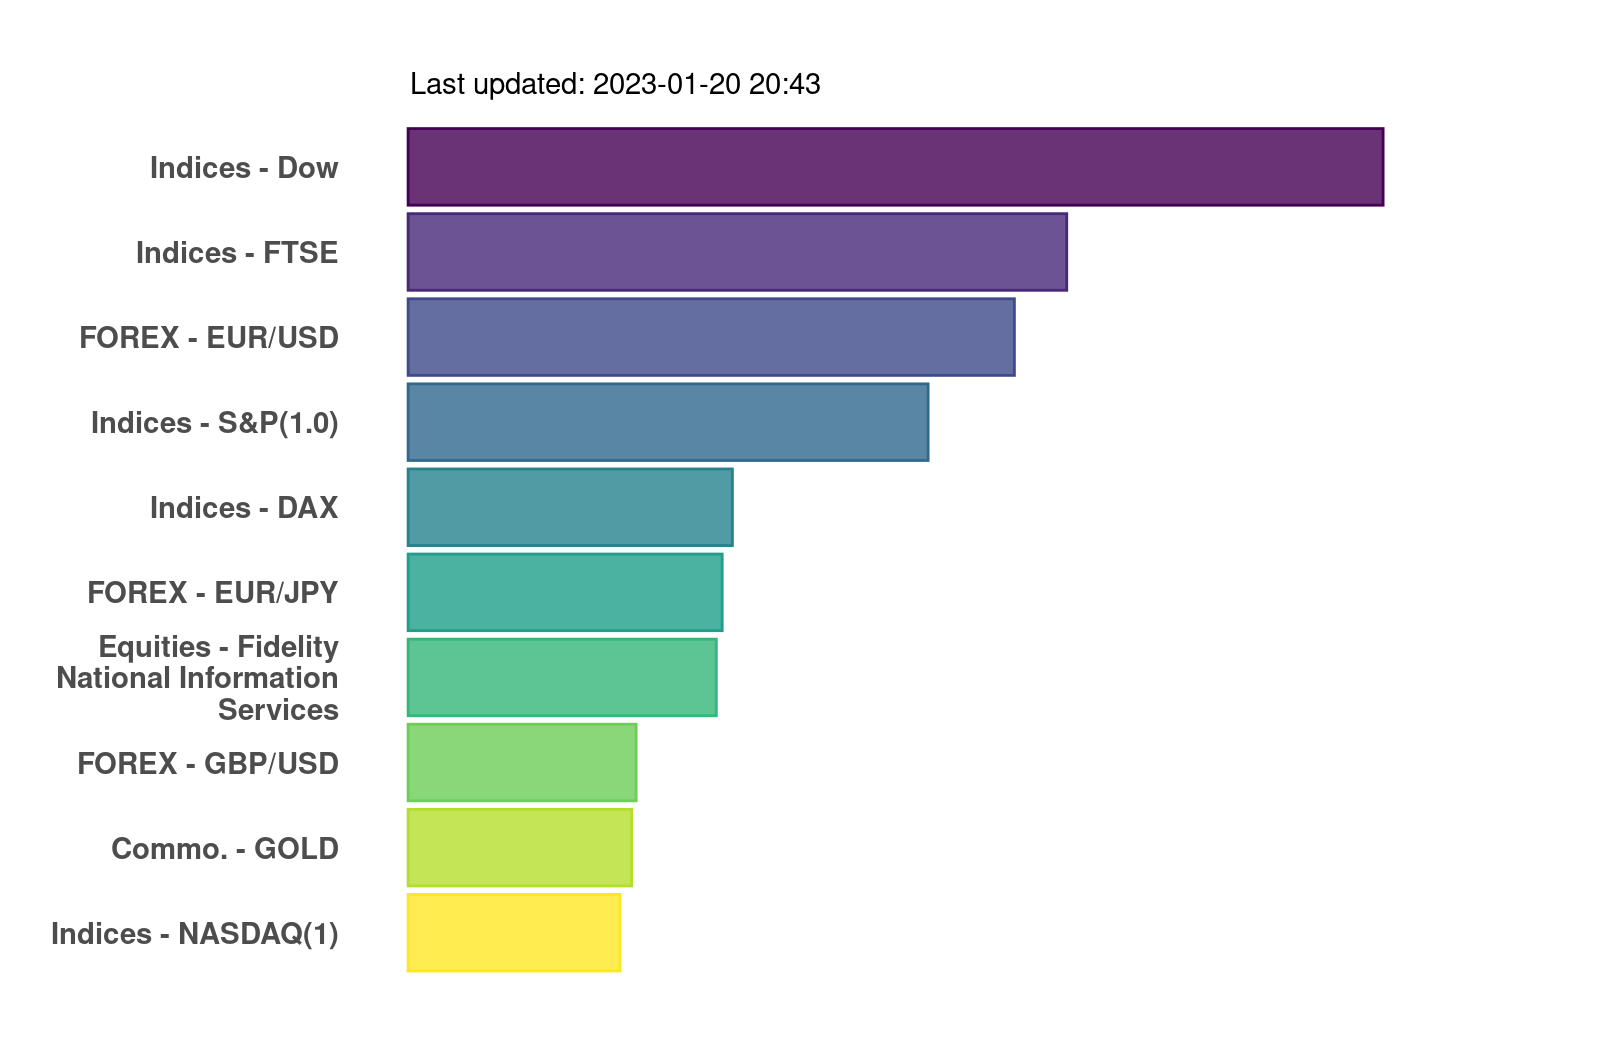 Last updated: 2023-01-20 20:43
Indices - Dow
Indices - FTSE
FOREX - EUR/USD
Indices - S&P(1.0)
Indices - DAX
FOREX - EUR/JPY
Equities - Fidelity
National Information
Services
FOREX - GBP/USD
Commo. - GOLD
Indices - NASDAQ(1)